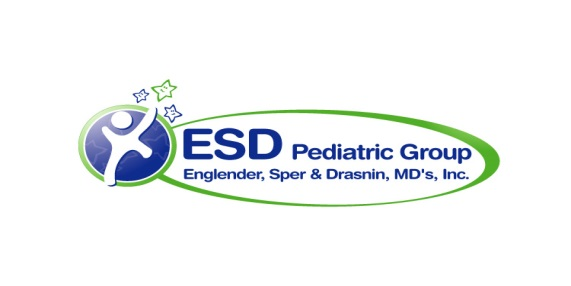 ESD Pediatric Group
Englender, Sper & Drasnin, MD's, Inc.